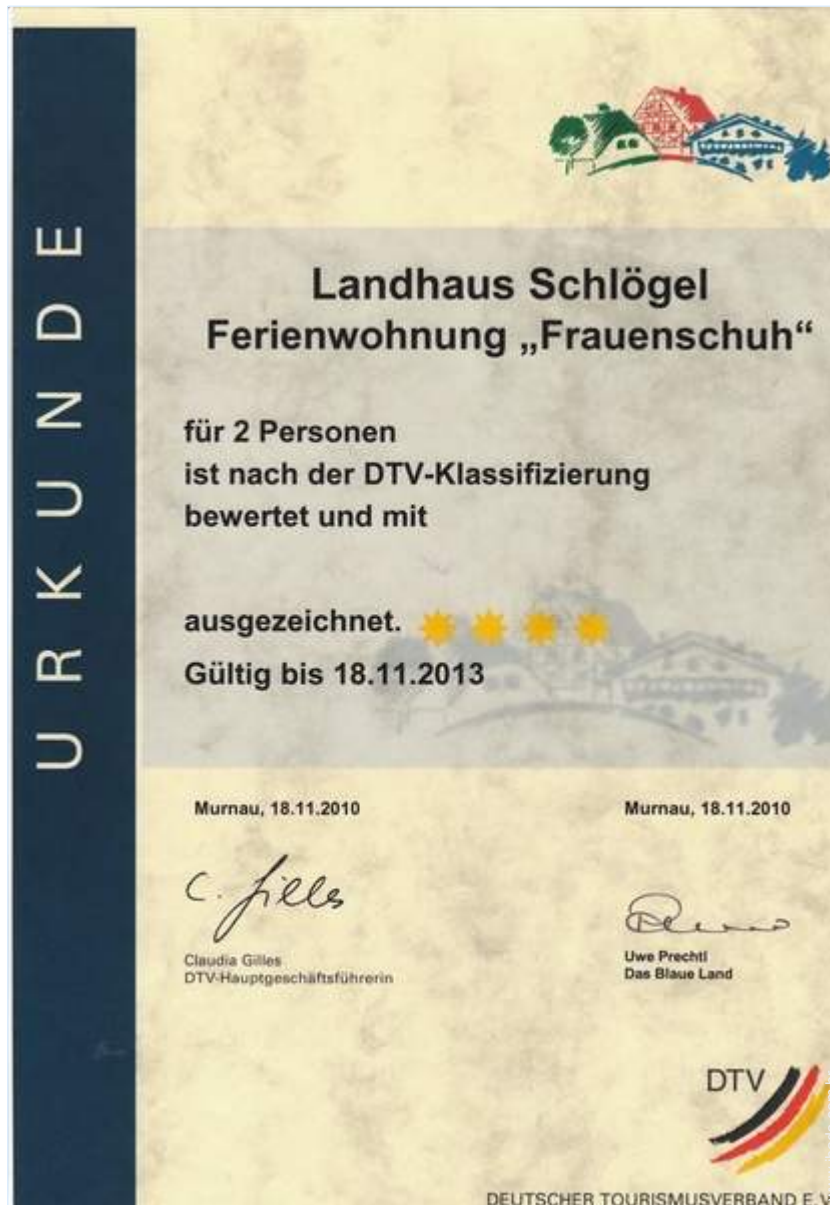 URKUNDE
Landhaus Schlögel
Ferienwohnung „Frauenschuh“
für 2 Personen
ist nach der DTV-Klassifizierung
bewertet und mit
ausgezeichnet.
Gültig bis 18.11.2013
Murnau, 18.11.2010
Murnau, 18.11.2010
C. Gilles
Claudia Gilles
DTV-Hauptgeschäftsführerin
Uwe Prechtl
Das Blaue Land
DTV
DEUTSCHER TOURISMUSVERBAND E.V